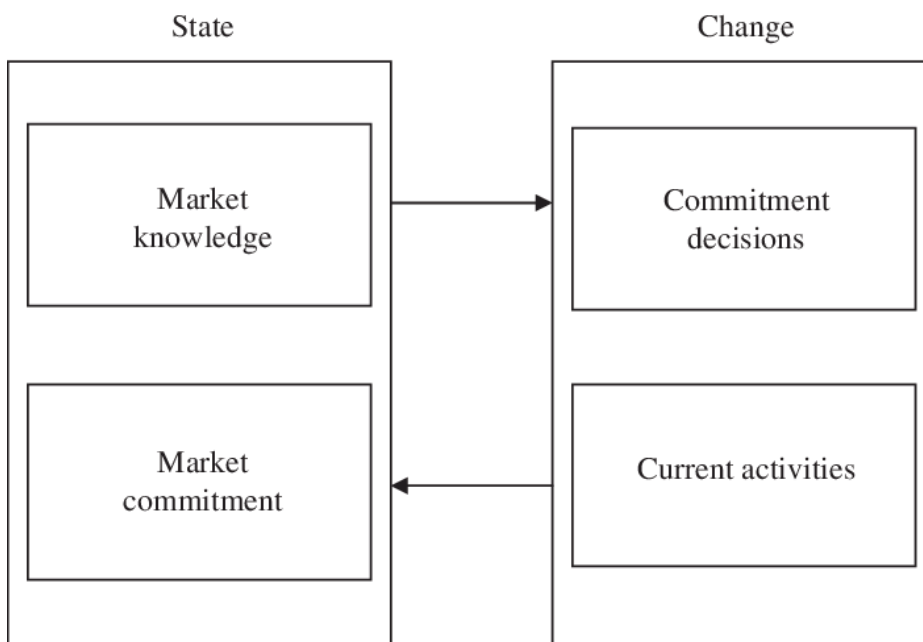 State
Change
Market
knowledge
Commitment
decisions
Market
commitment
Current activities